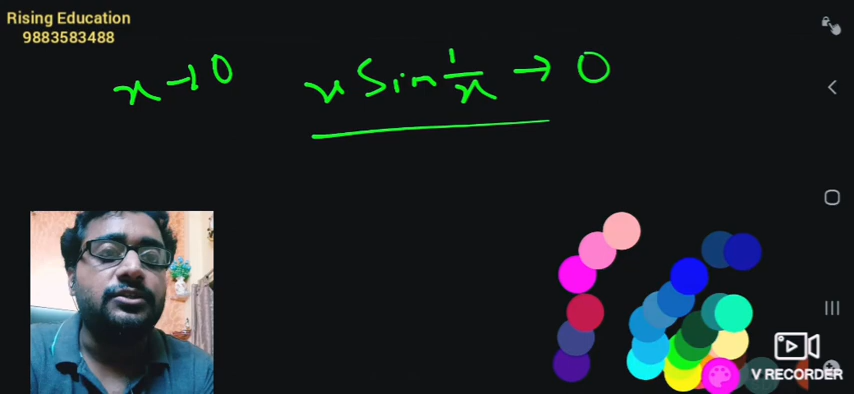 Rising Education
9883583488
x → 0 x Sin 1/x → 0
V RECORDER